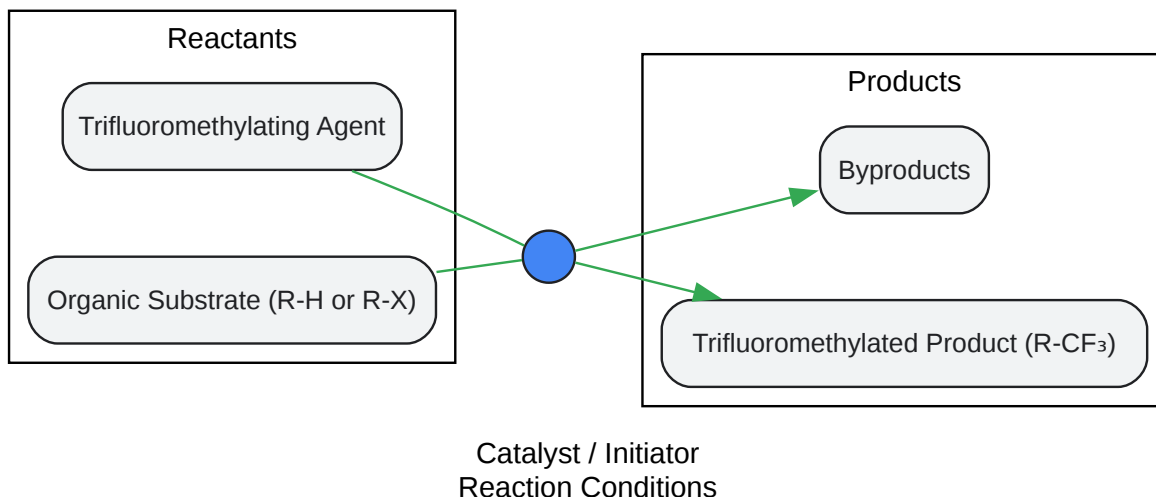 Reactants
Trifluoromethylating Agent
Organic Substrate (R-H or R-X)
Products
Byproducts
Trifluoromethylated Product (R-CF₃)
Catalyst / Initiator
Reaction Conditions